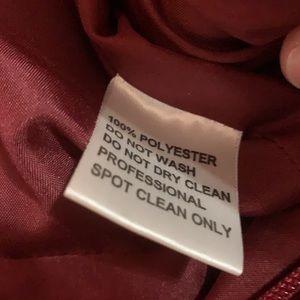 100% POLYESTER
DO NOT WASH
DO NOT DRY CLEAN
PROFESSIONAL
SPOT CLEAN ONLY